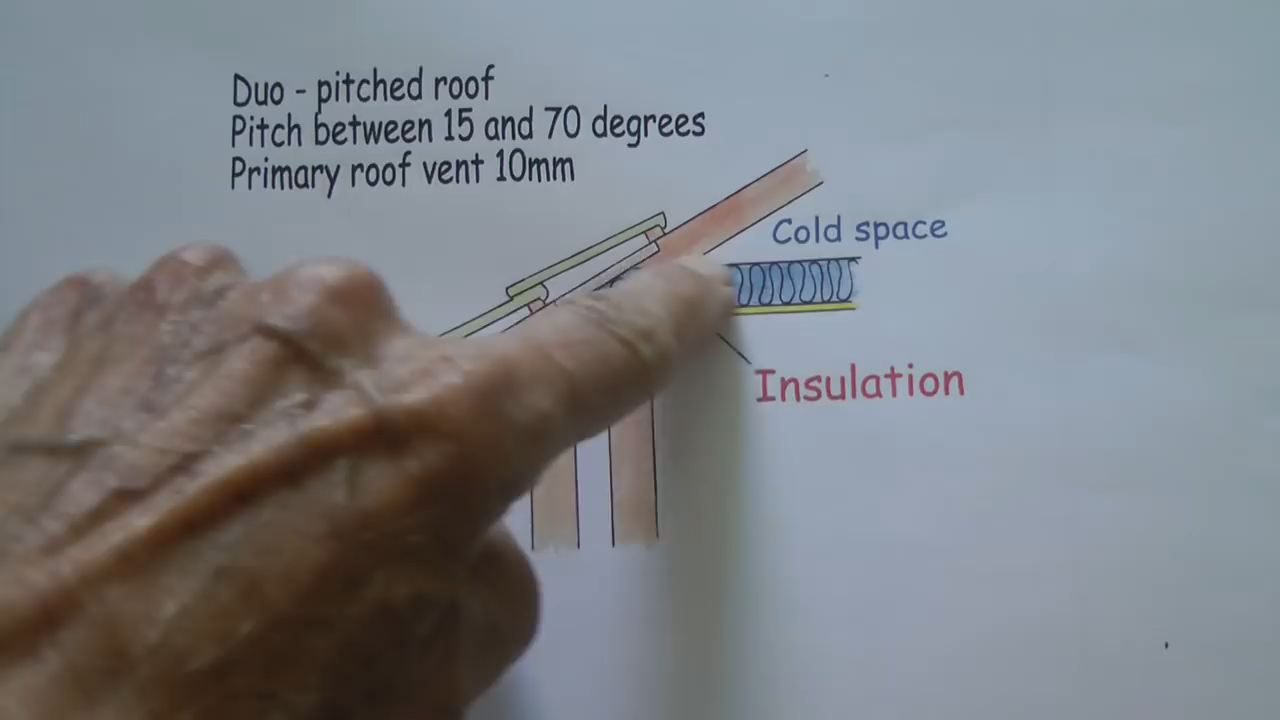 Duo - pitched roof
Pitch between 15 and 70 degrees
Primary roof vent 10mm
Cold space
Insulation